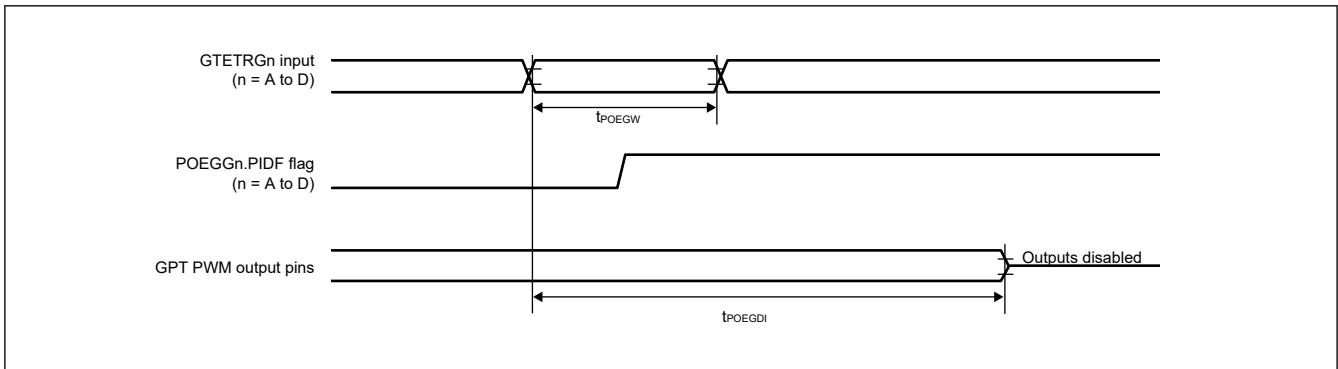 GTETRGn input
(n = A to D)
tPOEGW
POEGGn.PIDF flag
(n = A to D)
GPT PWM output pins
Outputs disabled
tPOEGDI